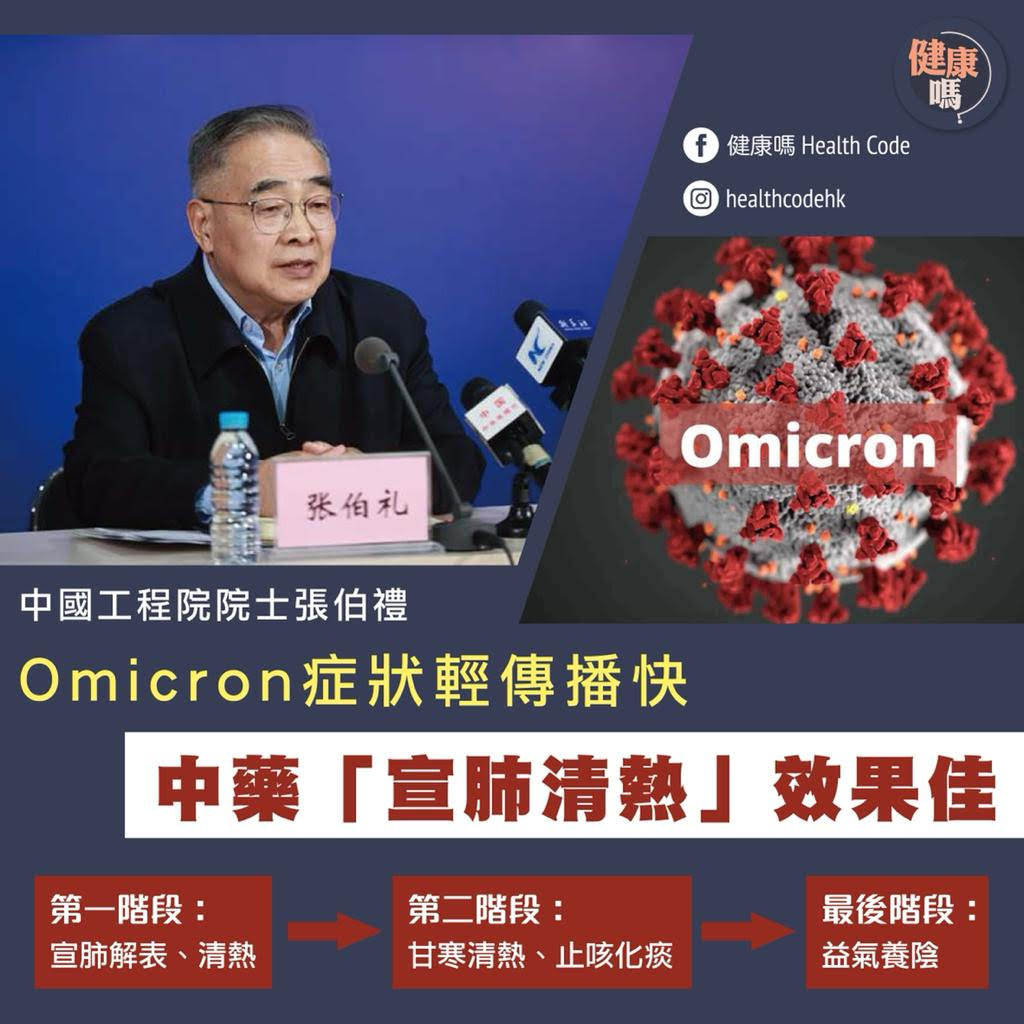 健康
嗎
健康嗎 Health Code
healthcodehk
Omicron
中国
张伯礼
中國工程院院士張伯禮
Omicron症狀輕傳播快
中藥「宣肺清熱」效果佳
第一階段：
宣肺解表、清熱
第二階段：
甘寒清熱、止咳化痰
最後階段：
益氣養陰